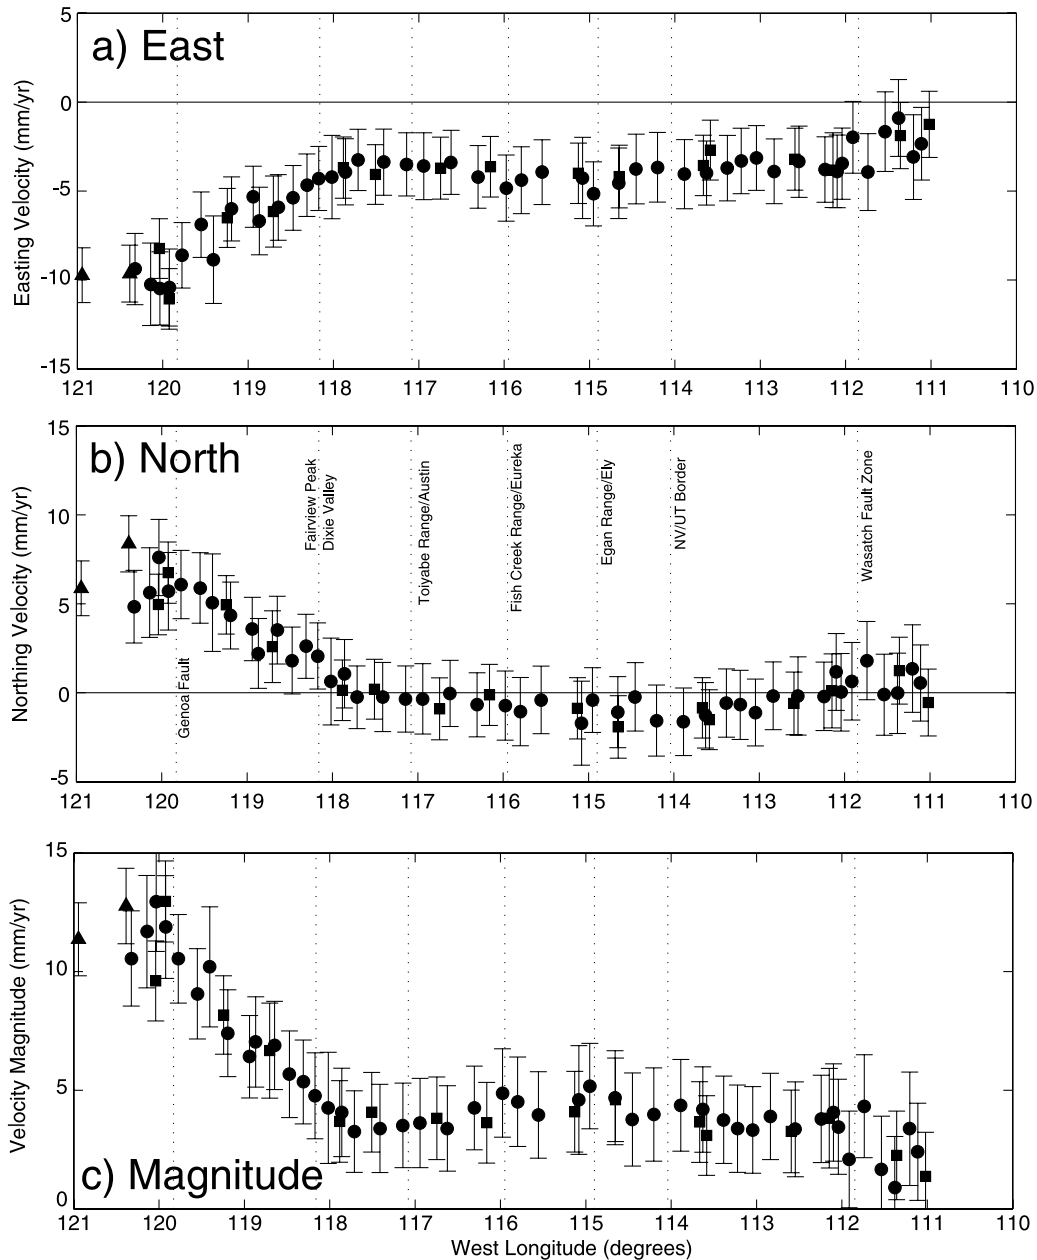 a) East
Easting Velocity (mm/yr)
5
0
-5
-10
-15
121 120 119 118 117 116 115 114 113 112 111 110
b) North
Northing Velocity (mm/yr)
15
10
5
0
-5
Genoa Fault
Fairview Peak
Dixie Valley
Toiyabe Range/Austin
Fish Creek Range/Eureka
Egan Range/Ely
NV/UT Border
Wasatch Fault Zone
121 120 119 118 117 116 115 114 113 112 111 110
c) Magnitude
Velocity Magnitude (mm/yr)
15
10
5
0
121 120 119 118 117 116 115 114 113 112 111 110
West Longitude (degrees)